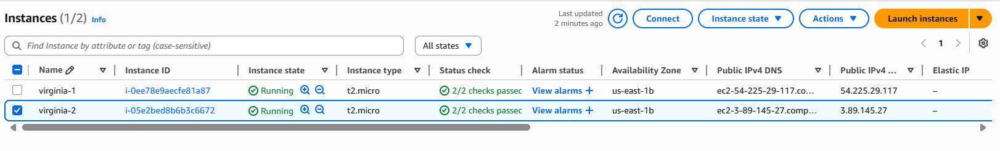 Instances (1/2) Info
Last updated
2 minutes ago
Connect
Instance state
Actions
Launch instances
Find Instance by attribute or tag (case-sensitive)
All states
1
Name Instance ID Instance state Instance type Status check Alarm status Availability Zone Public IPv4 DNS Public IPv4 ... Elastic IP
virginia-1 i-0ee78e9aecfe81a87 Running t2.micro 2/2 checks passed View alarms + us-east-1b ec2-54-225-29-117.co... 54.225.29.117 –
virginia-2 i-05e2bed8b6b3c6672 Running t2.micro 2/2 checks passed View alarms + us-east-1b ec2-3-89-145-27.comp... 3.89.145.27 –